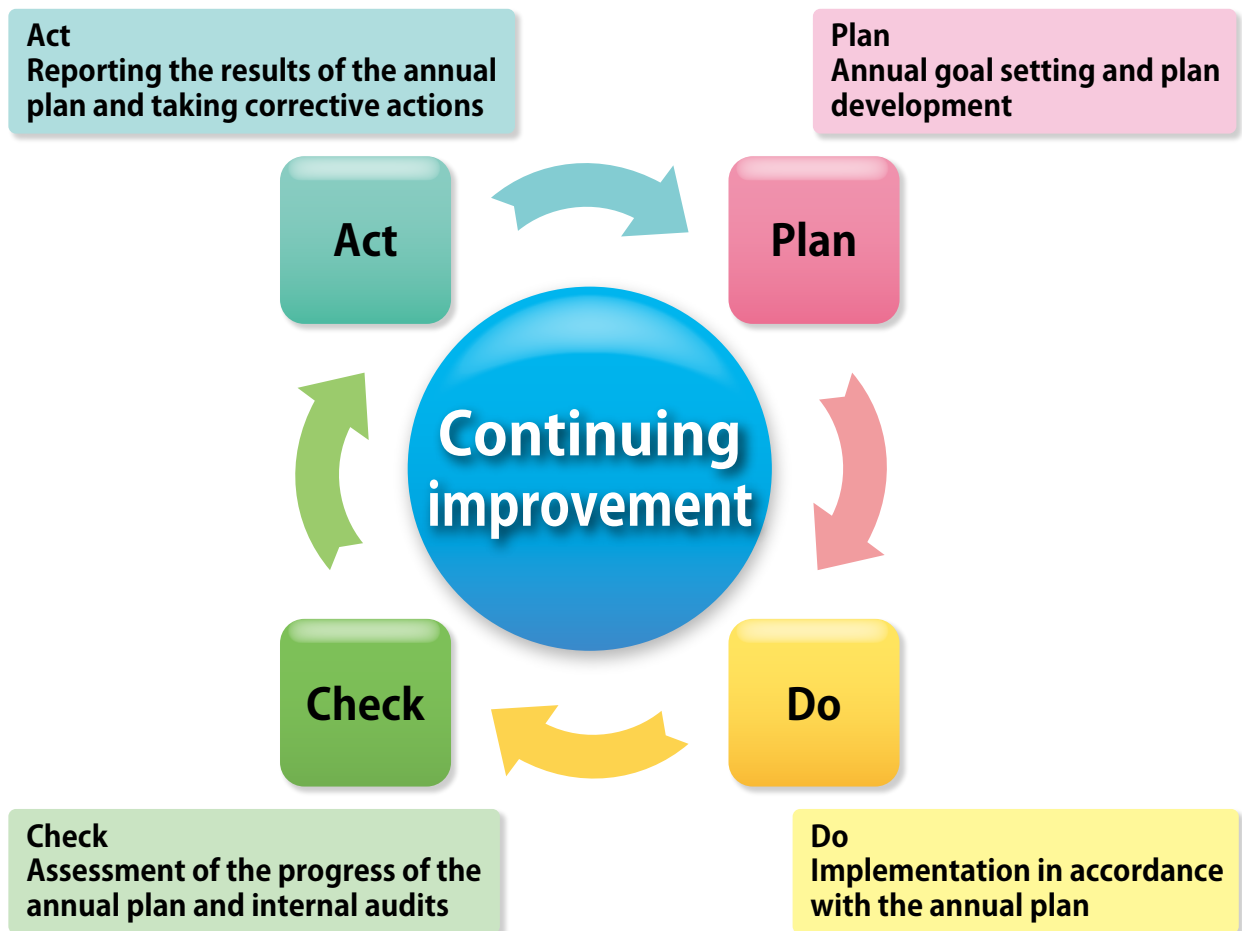 Act
Reporting the results of the annual
plan and taking corrective actions
Plan
Annual goal setting and plan
development
Act
Plan
Continuing
improvement
Check
Do
Check
Assessment of the progress of the
annual plan and internal audits
Do
Implementation in accordance
with the annual plan